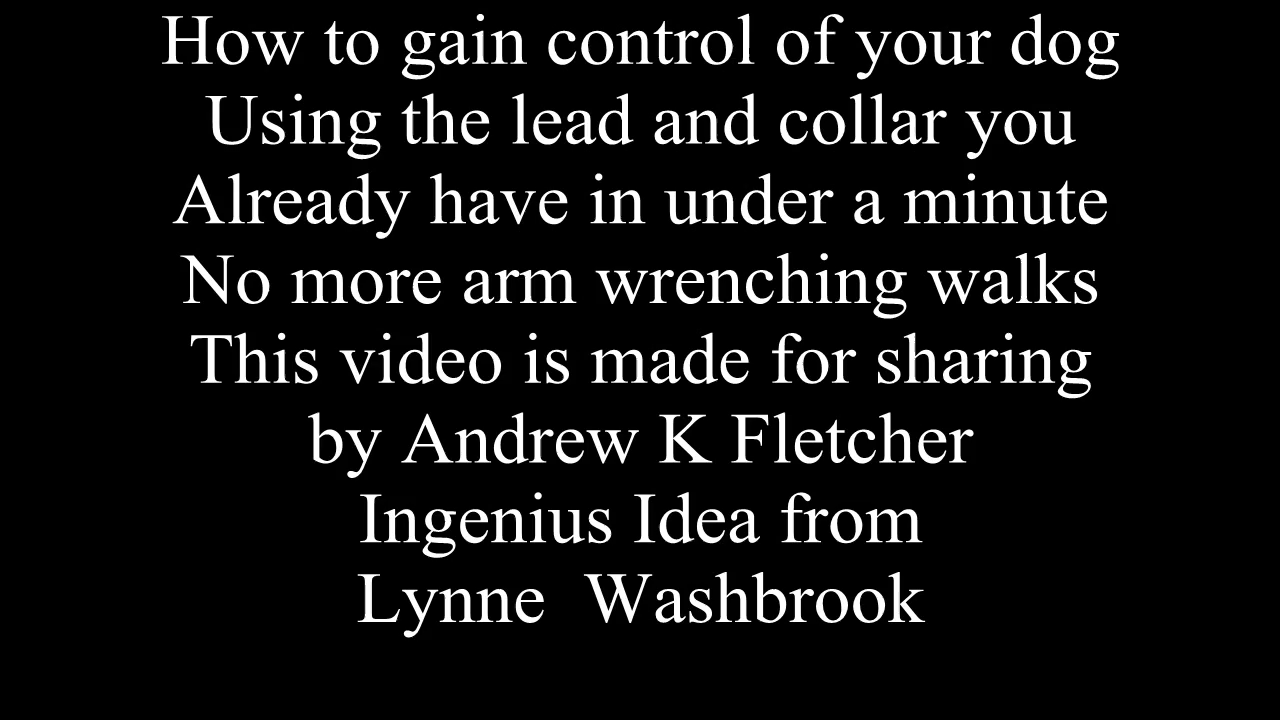 How to gain control of your dog
Using the lead and collar you
Already have in under a minute
No more arm wrenching walks
This video is made for sharing
by Andrew K Fletcher
Ingenius Idea from
Lynne  Washbrook